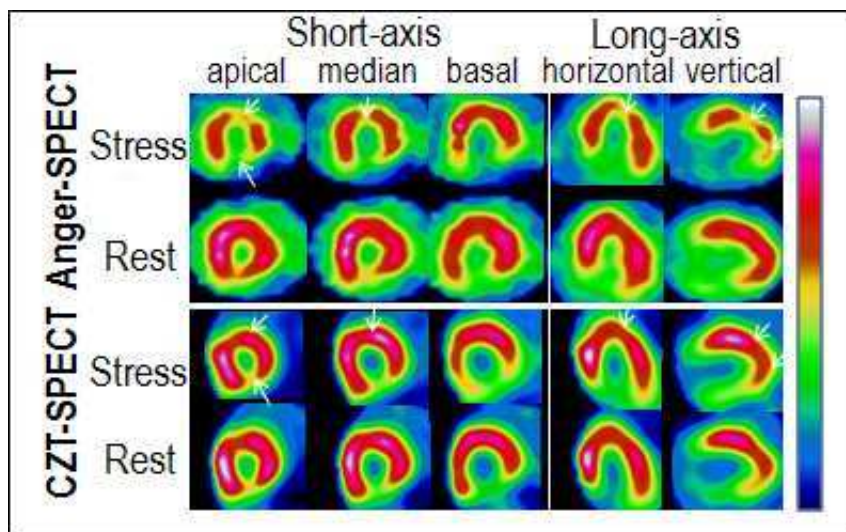 Short-axis
Long-axis
apical
median
basal
horizontal
vertical
Anger-SPECT
Stress
Rest
CZT-SPECT
Stress
Rest